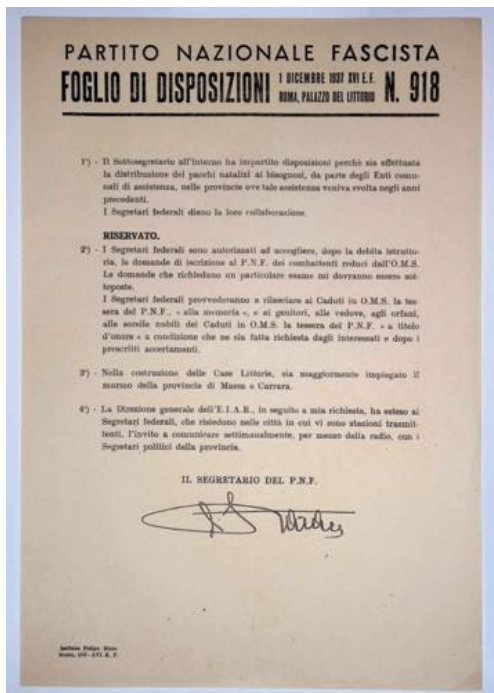 PARTITO NAZIONALE FASCISTA
FOGLIO DI DISPOSIZIONI 1 DICEMBRE 1937 XVI E.F. N. 918
ROMA, PALAZZO DEL LITTORIO
1°) - Il Sottosegretario all'interno ha impartito disposizioni perchè sia effettuata
la distribuzione dei pacchi natalizi ai bisognosi, da parte degli Enti comu-
nali di assistenza, nelle provincie ove tale assistenza veniva svolta negli anni
precedenti.
I Segretari federali diano la loro collaborazione.
RISERVATO.
2°) - I Segretari federali sono autorizzati ad accogliere, dopo la debita istrutto-
ria, le domande di iscrizione al P.N.F. dei combattenti reduci dall'O.M.S.
Le domande che richiedono un particolare esame mi dovranno essere sot-
toposte.
I Segretari federali provvederanno a rilasciare ai Caduti in O.M.S. la tes-
sera del P.N.F., « alla memoria », e ai genitori, alle vedove, agli orfani,
alle sorelle nubili dei Caduti in O.M.S. la tessera del P.N.F. « a titolo
d'onore » a condizione che ne sia fatta richiesta dagli interessati e dopo i
prescritti accertamenti.
3°) - Nella costruzione delle Case Littorie, sia maggiormente impiegato il
marmo della provincia di Massa e Carrara.
4°) - La Direzione generale dell'E.I.A.R., in seguito a mia richiesta, ha esteso ai
Segretari federali, che risiedono nelle città in cui vi sono stazioni trasmit-
tenti, l'invito a comunicare settimanalmente, per mezzo della radio, con i
Segretari politici della provincia.
IL SEGRETARIO DEL P.N.F.